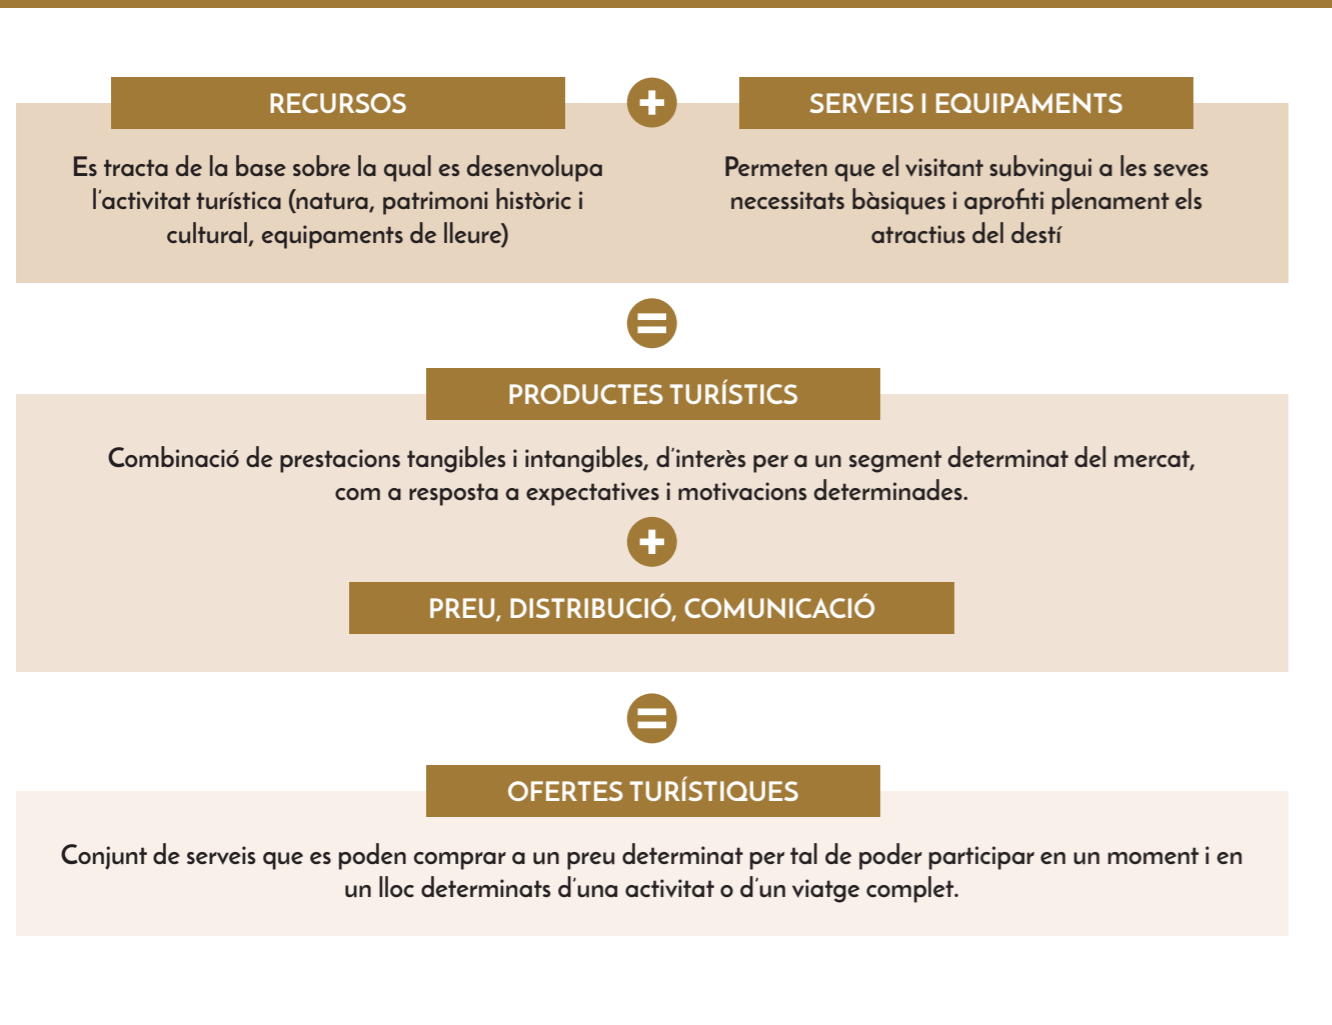 RECURSOS
Es tracta de la base sobre la qual es desenvolupa
l'activitat turística (natura, patrimoni històric i
cultural, equipaments de lleure)
+
SERVEIS I EQUIPAMENTS
Permeten que el visitant subvingui a les seves
necessitats bàsiques i aprofiti plenament els
atractius del destí
=
PRODUCTES TURÍSTICS
Combinació de prestacions tangibles i intangibles, d'interès per a un segment determinat del mercat,
com a resposta a expectatives i motivacions determinades.
+
PREU, DISTRIBUCIÓ, COMUNICACIÓ
=
OFERTES TURÍSTIQUES
Conjunt de serveis que es poden comprar a un preu determinat per tal de poder participar en un moment i en
un lloc determinats d'una activitat o d'un viatge complet.